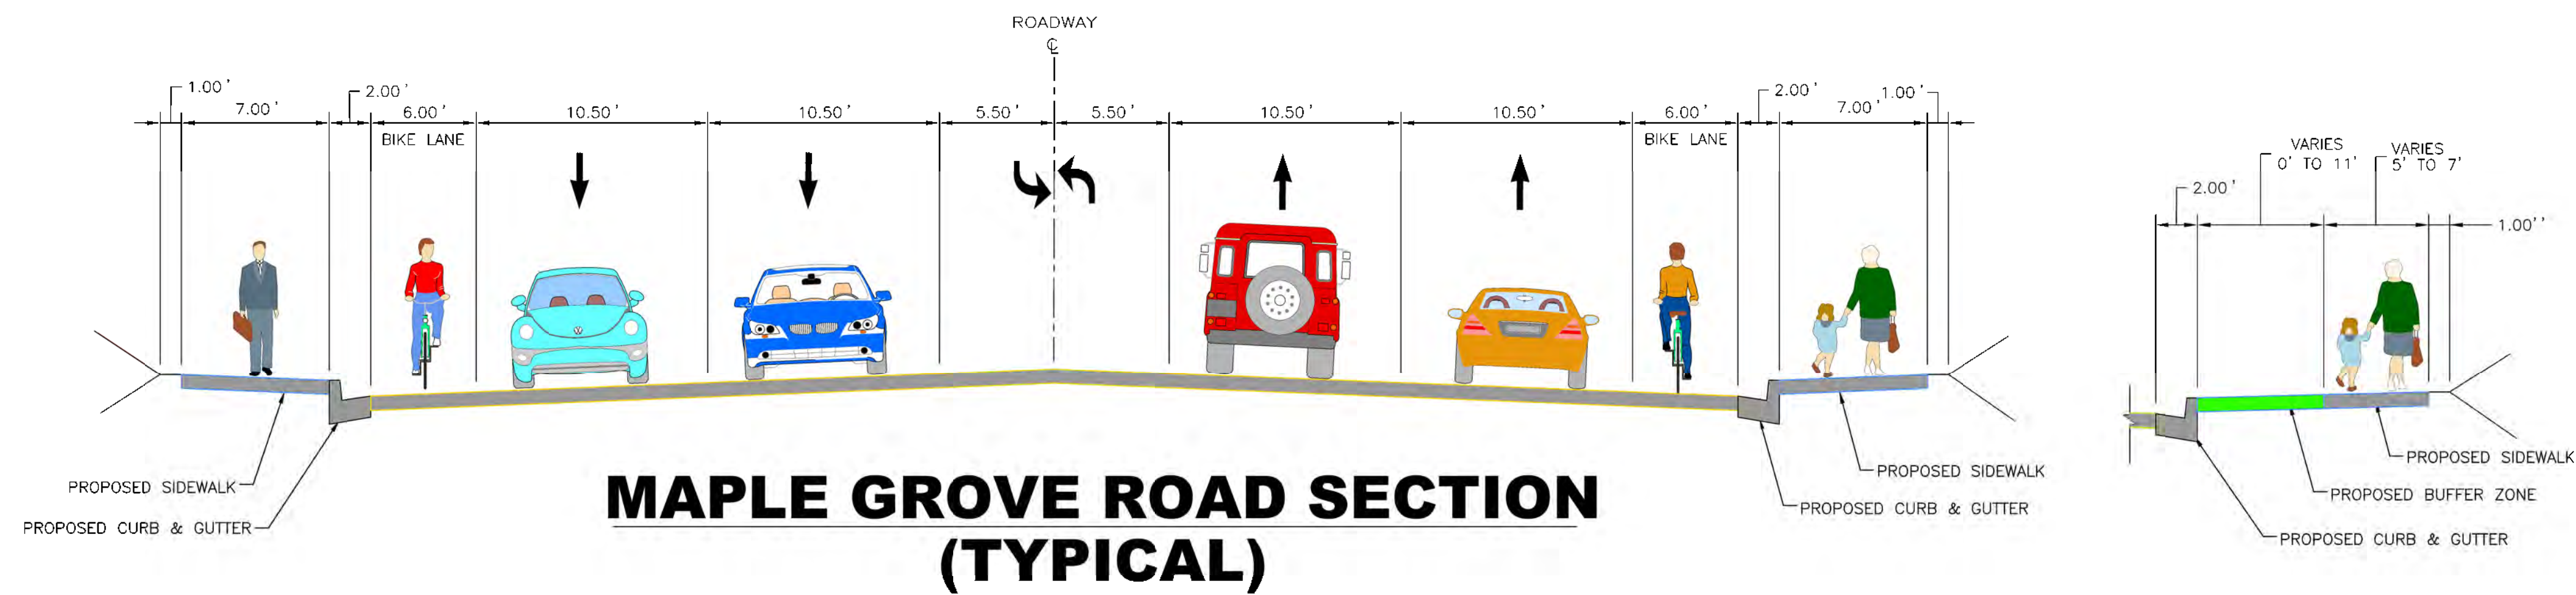 ROADWAY
℄
1.00'
7.00'
2.00'
6.00'
BIKE LANE
10.50'
10.50'
5.50'
5.50'
10.50'
10.50'
6.00'
BIKE LANE
2.00'
7.00'
1.00'
PROPOSED SIDEWALK
PROPOSED CURB & GUTTER
PROPOSED SIDEWALK
PROPOSED CURB & GUTTER
MAPLE GROVE ROAD SECTION
(TYPICAL)
2.00'
VARIES
0' TO 11'
VARIES
5' TO 7'
1.00''
PROPOSED SIDEWALK
PROPOSED BUFFER ZONE
PROPOSED CURB & GUTTER